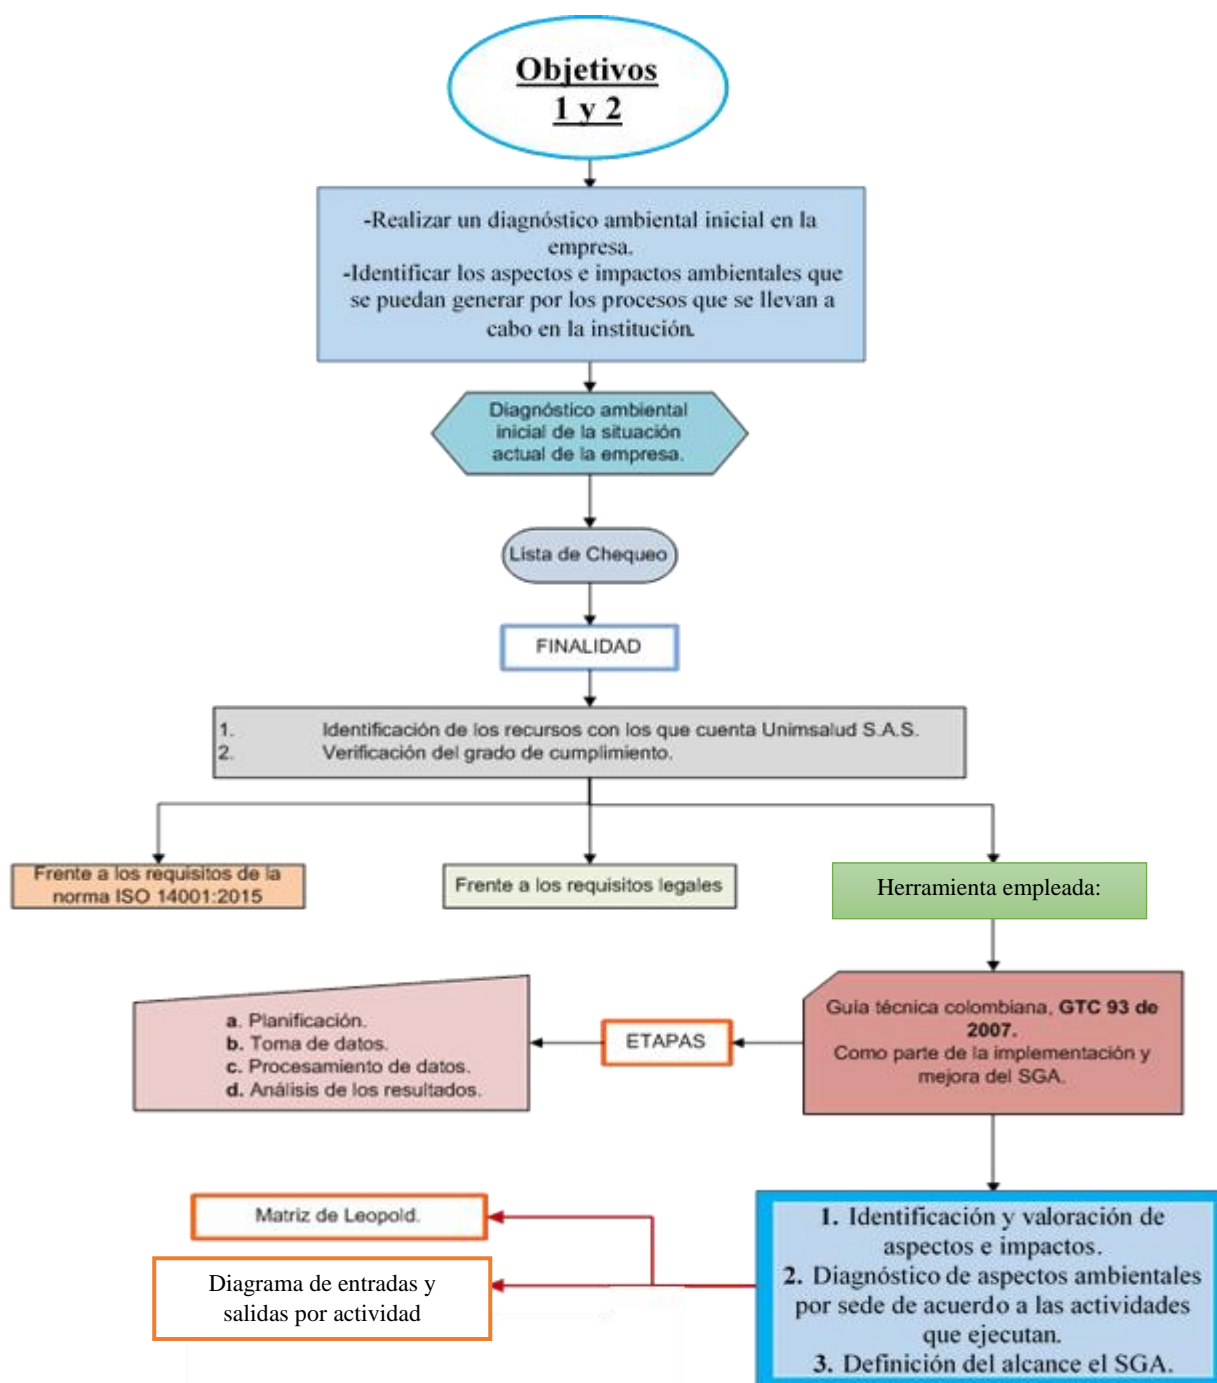 Objetivos
1 y 2
-Realizar un diagnóstico ambiental inicial en la
empresa.
-Identificar los aspectos e impactos ambientales que
se puedan generar por los procesos que se llevan a
cabo en la institución.
Diagnóstico ambiental
inicial de la situación
actual de la empresa.
Lista de Chequeo
FINALIDAD
1. Identificación de los recursos con los que cuenta Unimsalud S.A.S.
2. Verificación del grado de cumplimiento.
Frente a los requisitos de la
norma ISO 14001:2015
Frente a los requisitos legales
Herramienta empleada:
a. Planificación.
b. Toma de datos.
c. Procesamiento de datos.
d. Análisis de los resultados.
ETAPAS
Guía técnica colombiana, GTC 93 de
2007.
Como parte de la implementación y
mejora del SGA.
Matriz de Leopold.
Diagrama de entradas y
salidas por actividad
1. Identificación y valoración de
aspectos e impactos.
2. Diagnóstico de aspectos ambientales
por sede de acuerdo a las actividades
que ejecutan.
3. Definición del alcance el SGA.